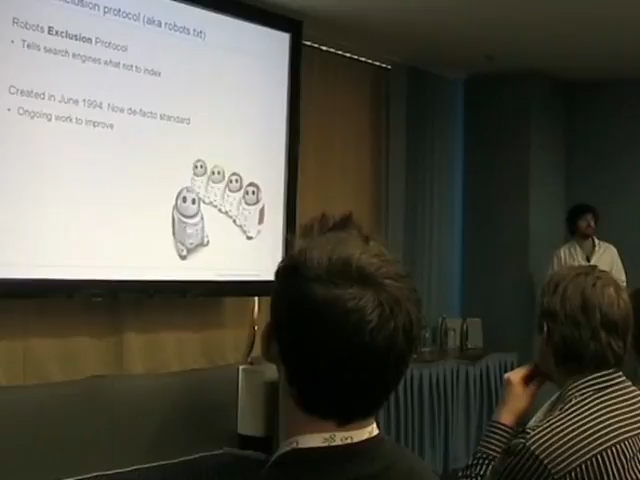 clusion protocol (aka robots.txt)
Robots Exclusion Protocol
• Tells search engines what not to index
Created in June 1994. Now de-facto standard
• Ongoing work to improve